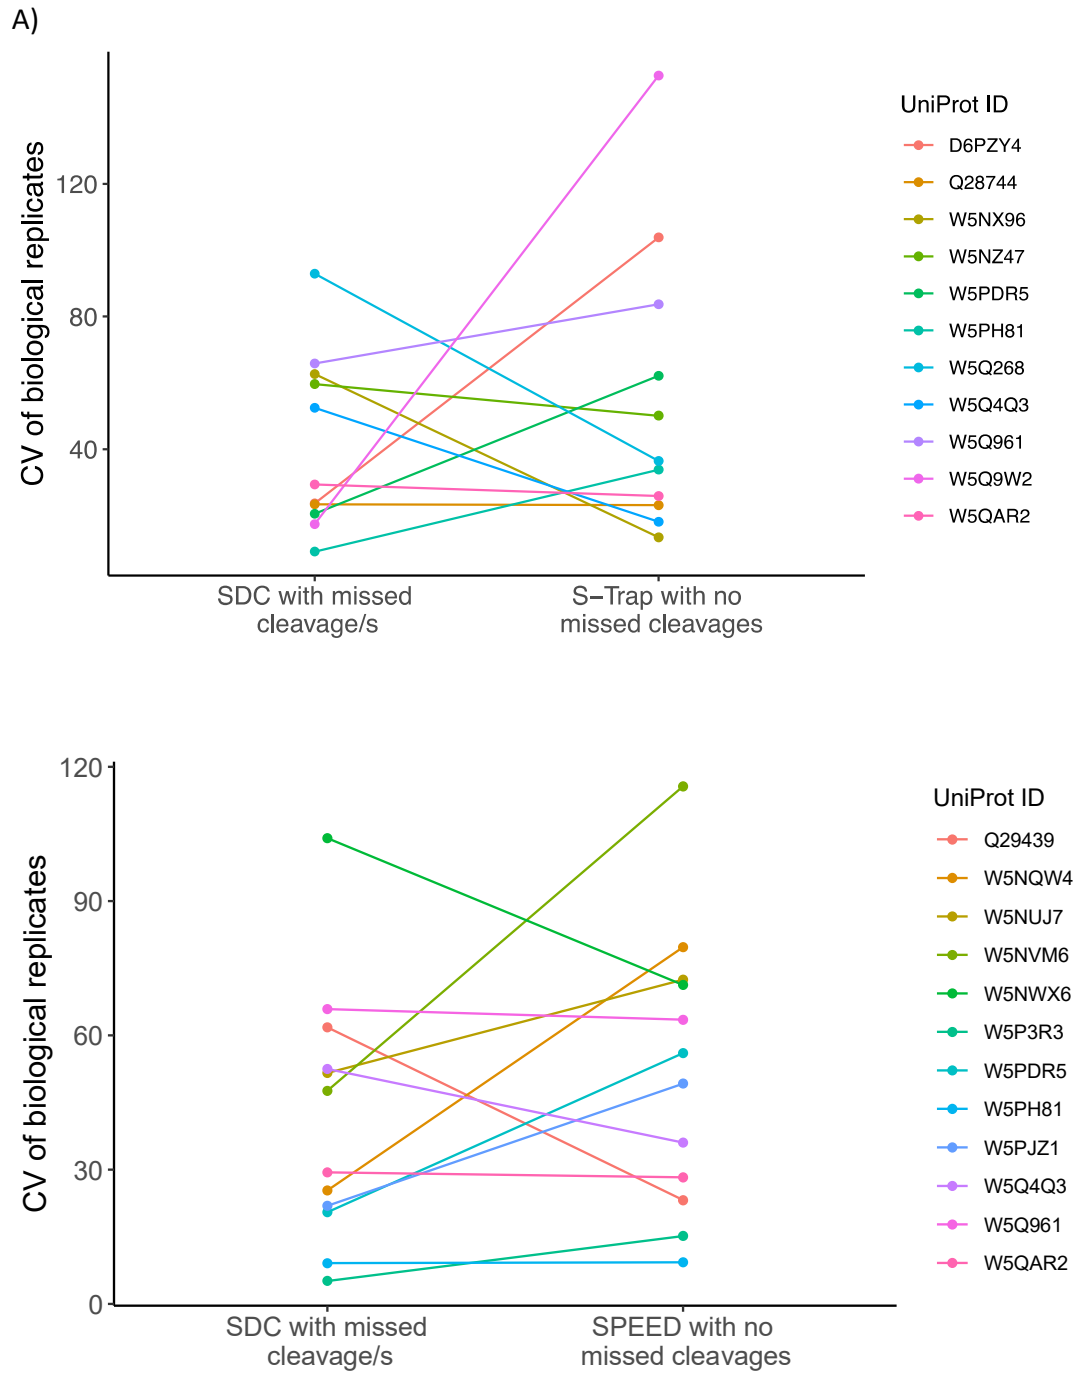 A)
CV of biological replicates
120
80
40
SDC with missed
cleavage/s
S−Trap with no
missed cleavages
UniProt ID
D6PZY4
Q28744
W5NX96
W5NZ47
W5PDR5
W5PH81
W5Q268
W5Q4Q3
W5Q961
W5Q9W2
W5QAR2
CV of biological replicates
120
90
60
30
0
SDC with missed
cleavage/s
SPEED with no
missed cleavages
UniProt ID
Q29439
W5NQW4
W5NUJ7
W5NVM6
W5NWX6
W5P3R3
W5PDR5
W5PH81
W5PJZ1
W5Q4Q3
W5Q961
W5QAR2